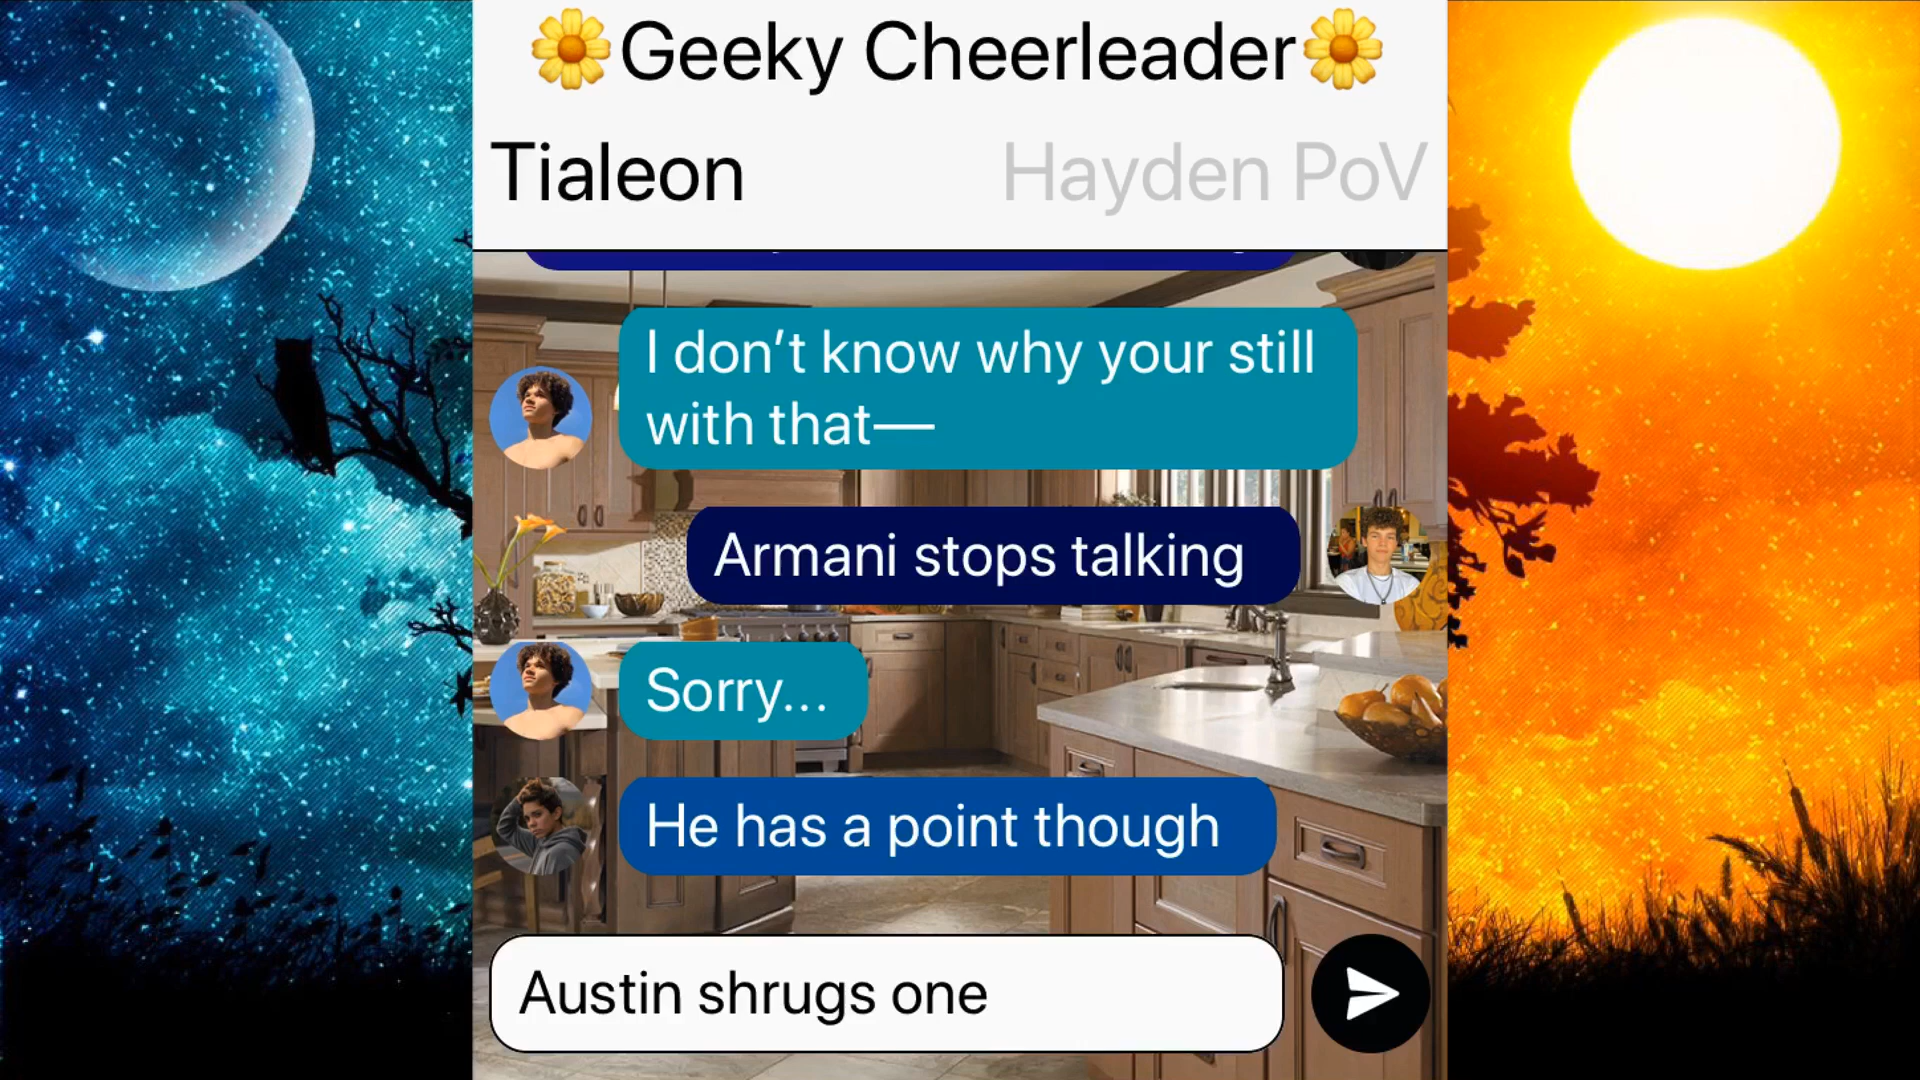 🌼Geeky Cheerleader🌼
Tialeon
Hayden PoV
I don’t know why your still
with that—
Armani stops talking
Sorry...
He has a point though
Austin shrugs one